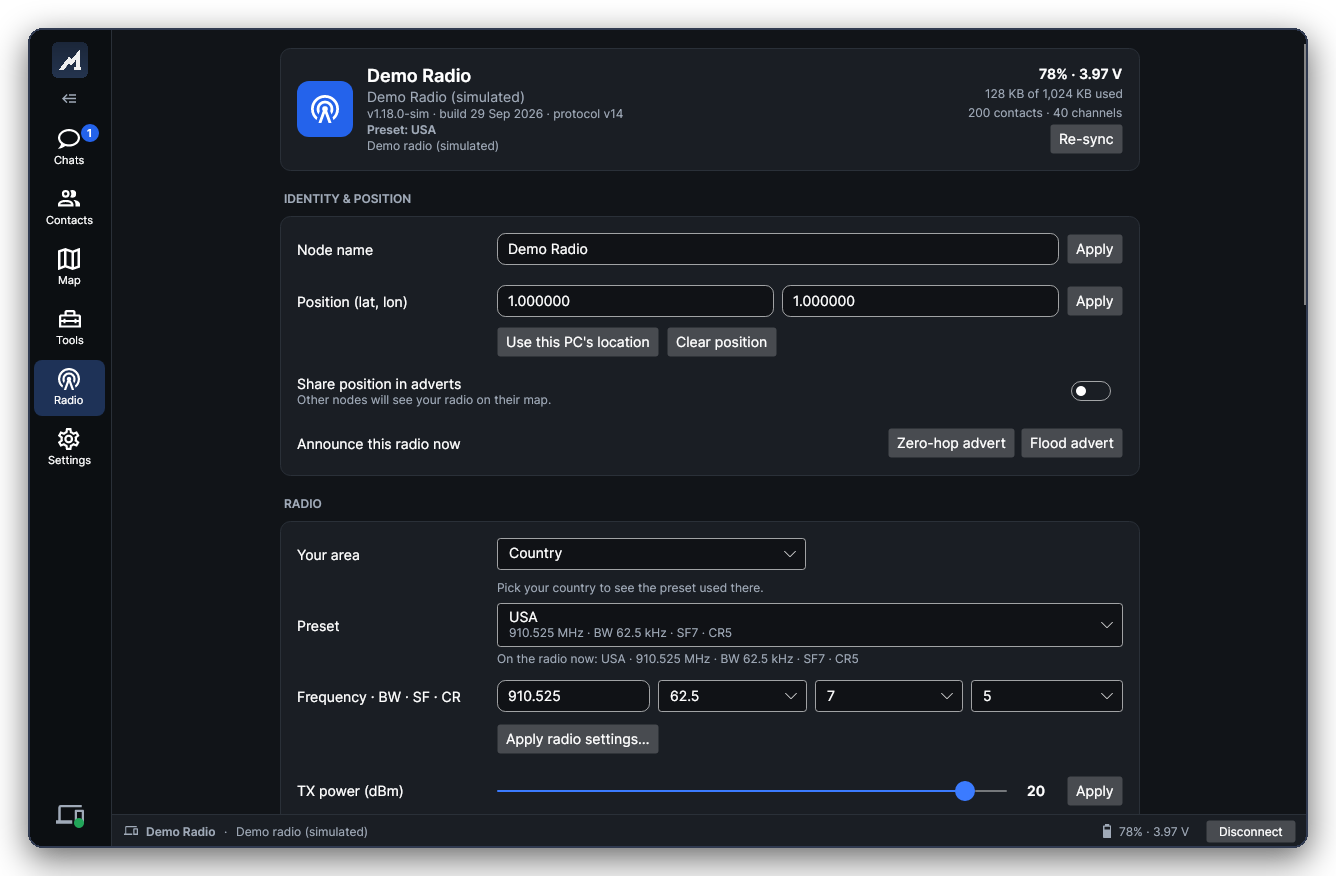 Demo Radio
Demo Radio (simulated)
v1.18.0-sim · build 29 Sep 2026 · protocol v14
Preset: USA
Demo radio (simulated)
78% · 3.97 V
128 KB of 1,024 KB used
200 contacts · 40 channels
Re-sync
1
Chats
Contacts
Map
Tools
Radio
Settings
IDENTITY & POSITION
Node name
Demo Radio
Apply
Position (lat, lon)
1.000000
1.000000
Apply
Use this PC's location
Clear position
Share position in adverts
Other nodes will see your radio on their map.
Announce this radio now
Zero-hop advert
Flood advert
RADIO
Your area
Country
Pick your country to see the preset used there.
Preset
USA
910.525 MHz · BW 62.5 kHz · SF7 · CR5
On the radio now: USA · 910.525 MHz · BW 62.5 kHz · SF7 · CR5
Frequency · BW · SF · CR
910.525
62.5
7
5
Apply radio settings...
TX power (dBm)
20
Apply
Demo Radio · Demo radio (simulated)
78% · 3.97 V
Disconnect